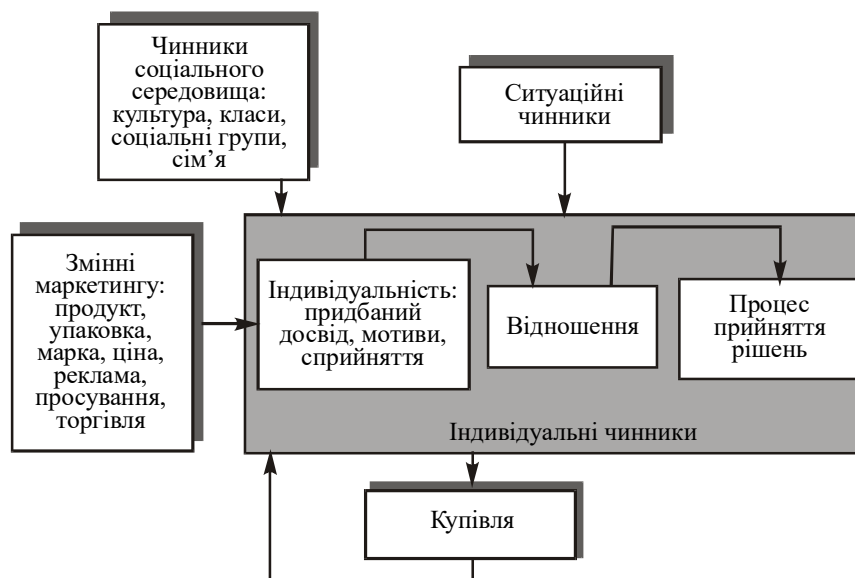 Чинники
соціального
середовища:
культура, класи,
соціальні групи,
сім’я
Ситуаційні
чинники
Змінні
маркетингу:
продукт,
упаковка,
марка, ціна,
реклама,
просування,
торгівля
Індивідуальність:
придбаний
досвід, мотиви,
сприйняття
Відношення
Процес
прийняття
рішень
Індивідуальні чинники
Купівля